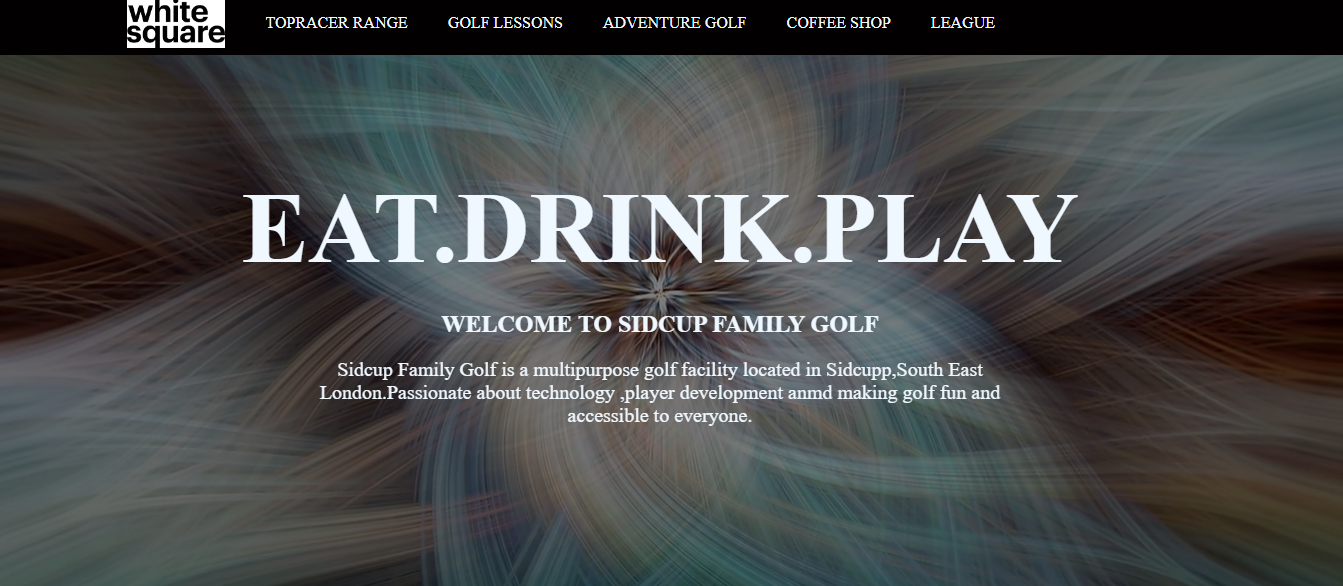 white
square
TOPRACER RANGE
GOLF LESSONS
ADVENTURE GOLF
COFFEE SHOP
LEAGUE
EAT.DRINK.PLAY
WELCOME TO SIDCUP FAMILY GOLF
Sidcup Family Golf is a multipurpose golf facility located in Sidcupp,South East
London.Passionate about technology ,player development anmd making golf fun and
accessible to everyone.